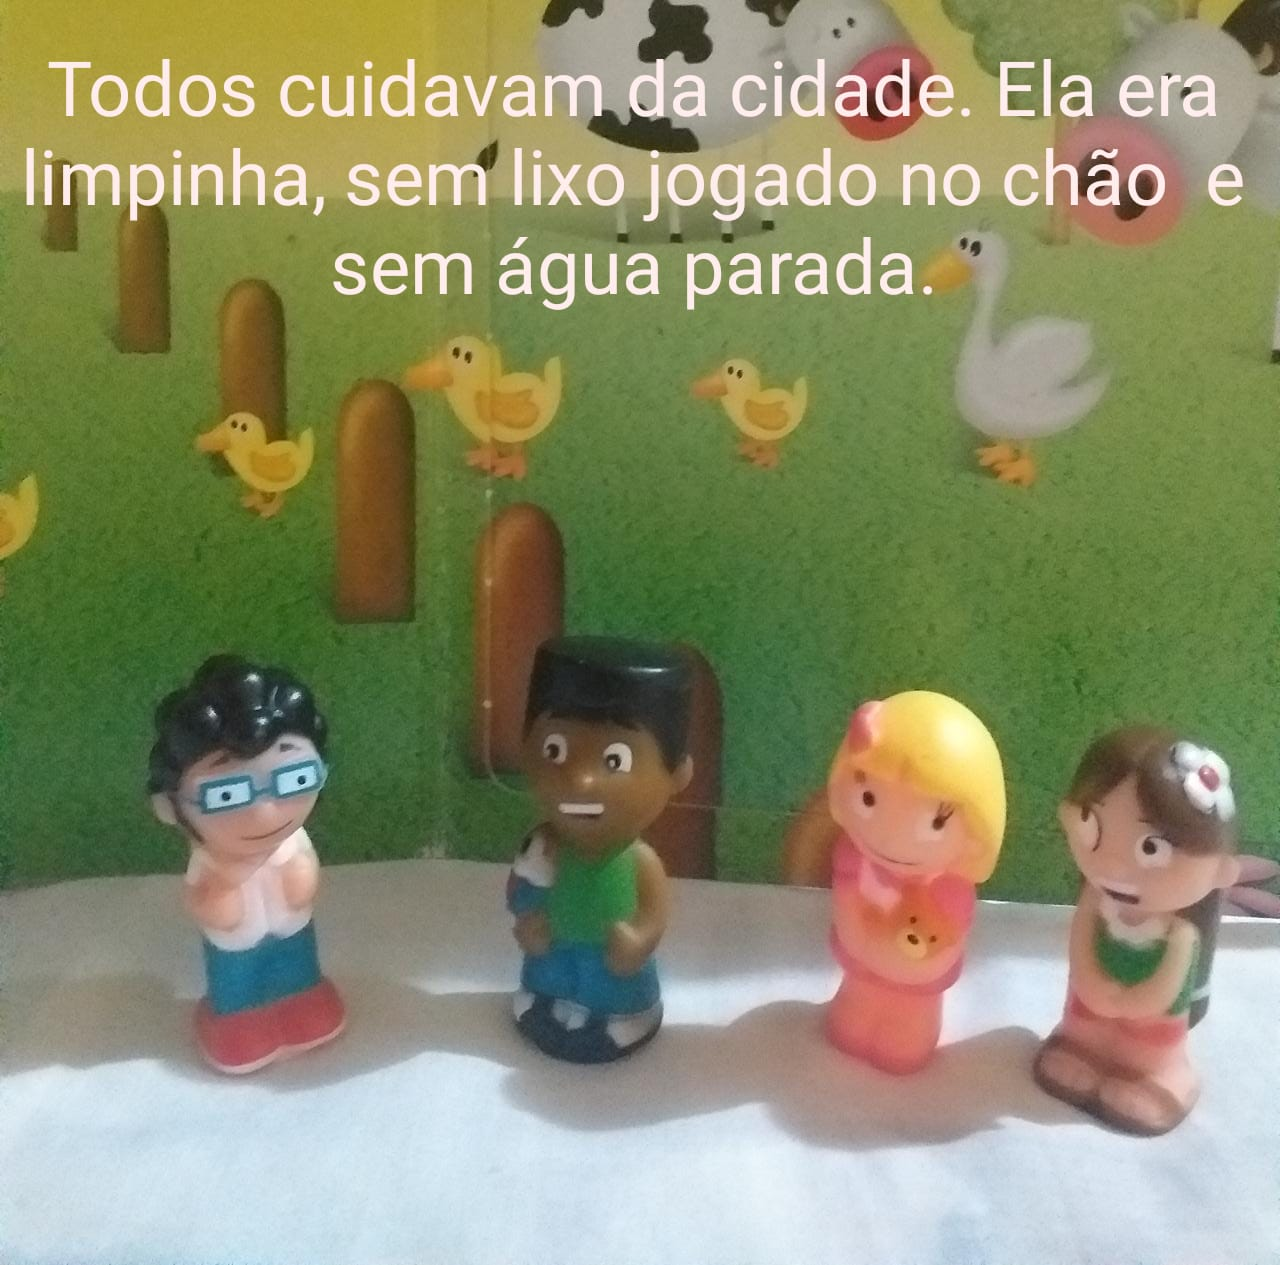 Todos cuidavam da cidade. Ela era
limpinha, sem lixo jogado no chão  e
sem água parada.